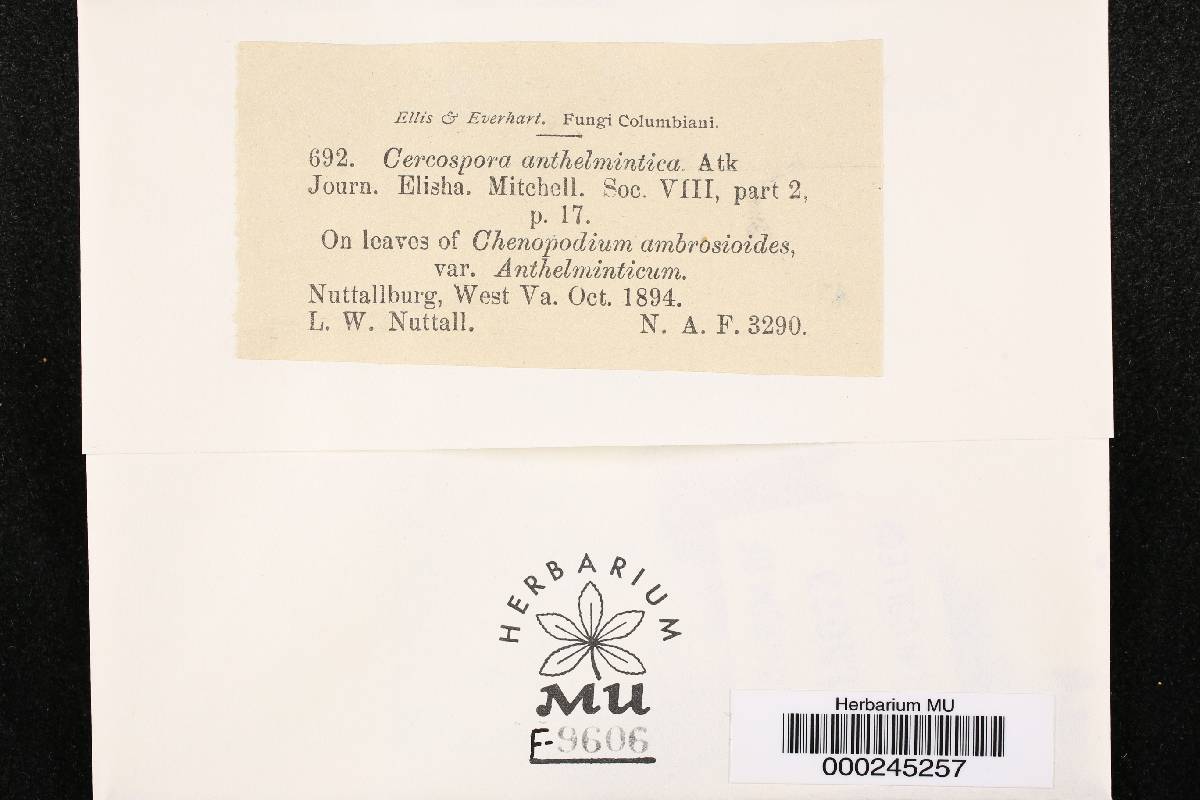 Ellis & Everhart. Fungi Columbiani.
692. Cercospora anthelmintica Atk
Journ. Elisha. Mitchell. Soc. VIII, part 2,
p. 17.
On leaves of Chenopodium ambrosioides,
var. Anthelminticum.
Nuttallburg, West Va. Oct. 1894.
L. W. Nuttall. N. A. F. 3290.
HERBARIUM
MU
F-9606
Herbarium MU
000245257